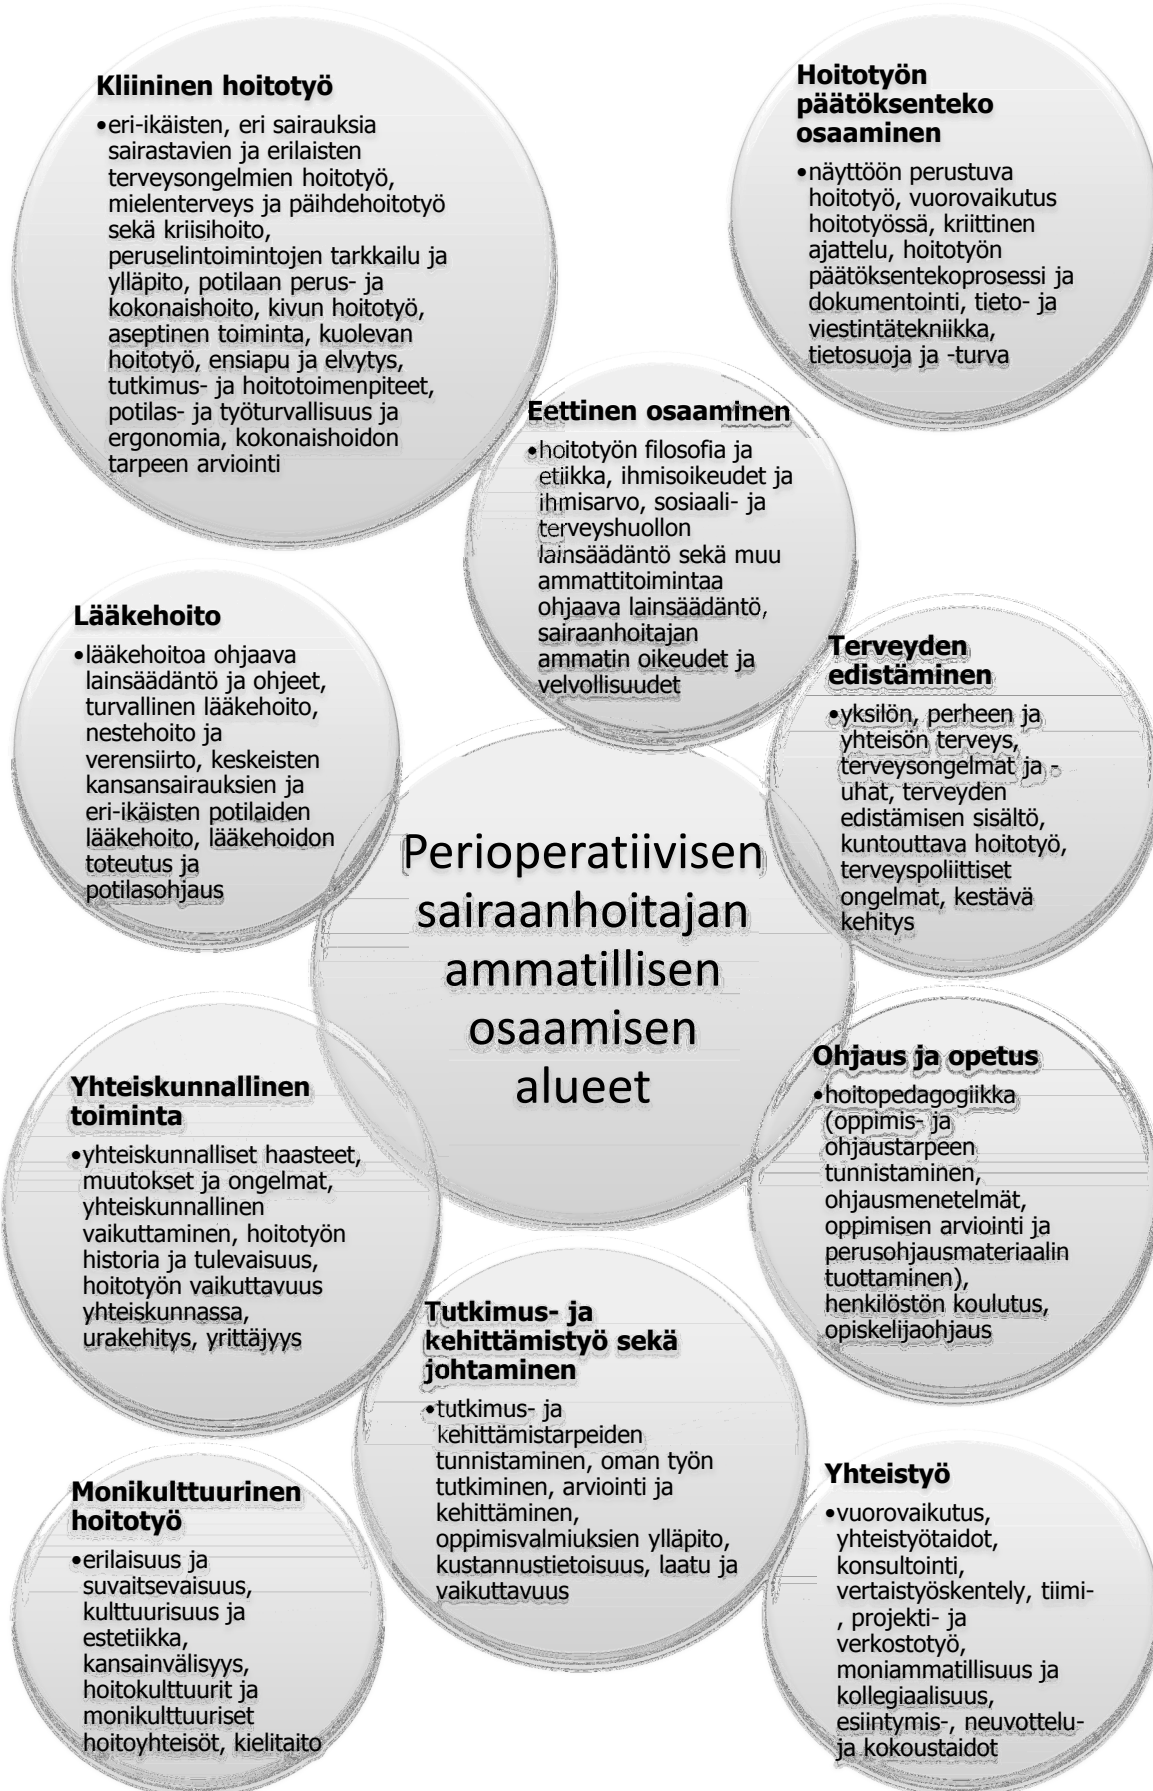 Kliininen hoitotyö
•eri-ikäisten, eri sairauksia
sairastavien ja erilaisten
terveysongelmien hoitotyö,
mielenterveys ja päihdehoitotyö
sekä kriisihoito,
peruselintoimintojen tarkkailu ja
ylläpito, potilaan perus- ja
kokonaishoito, kivun hoitotyö,
aseptinen toiminta, kuolevan
hoitotyö, ensiapu ja elvytys,
tutkimus- ja hoitotoimenpiteet,
potilas- ja työturvallisuus ja
ergonomia, kokonaishoidon
tarpeen arviointi
Hoitotyön
päätöksenteko
osaaminen
•näyttöön perustuva
hoitotyö, vuorovaikutus
hoitotyössä, kriittinen
ajattelu, hoitotyön
päätöksentekoprosessi ja
dokumentointi, tieto- ja
viestintätekniikka,
tietosuoja ja -turva
Eettinen osaaminen
•hoitotyön filosofia ja
etiikka, ihmisoikeudet ja
ihmisarvo, sosiaali- ja
terveyshuollon
lainsäädäntö sekä muu
ammattitoimintaa
ohjaava lainsäädäntö,
sairaanhoitajan
ammatin oikeudet ja
velvollisuudet
Lääkehoito
•lääkehoitoa ohjaava
lainsäädäntö ja ohjeet,
turvallinen lääkehoito,
nestehoito ja
verensiirto, keskeisten
kansansairauksien ja
eri-ikäisten potilaiden
lääkehoito, lääkehoidon
toteutus ja
potilasohjaus
Terveyden
edistäminen
•yksilön, perheen ja
yhteisön terveys,
terveysongelmat ja -
uhat, terveyden
edistämisen sisältö,
kuntouttava hoitotyö,
terveyspoliittiset
ongelmat, kestävä
kehitys
Perioperatiivisen
sairaanhoitajan
ammatillisen
osaamisen
alueet
Yhteiskunnallinen
toiminta
•yhteiskunnalliset haasteet,
muutokset ja ongelmat,
yhteiskunnallinen
vaikuttaminen, hoitotyön
historia ja tulevaisuus,
hoitotyön vaikuttavuus
yhteiskunnassa,
urakehitys, yrittäjyys
Ohjaus ja opetus
•hoitopedagogiikka
(oppimis- ja
ohjaustarpeen
tunnistaminen,
ohjausmenetelmät,
oppimisen arviointi ja
perusohjausmateriaalin
tuottaminen),
henkilöstön koulutus,
opiskelijaohjaus
Tutkimus- ja
kehittämistyö sekä
johtaminen
•tutkimus- ja
kehittämistarpeiden
tunnistaminen, oman työn
tutkiminen, arviointi ja
kehittäminen,
oppimisvalmiuksien ylläpito,
kustannustietoisuus, laatu ja
vaikuttavuus
Monikulttuurinen
hoitotyö
•erilaisuus ja
suvaitsevaisuus,
kulttuurisuus ja
estetiikka,
kansainvälisyys,
hoitokulttuurit ja
monikulttuuriset
hoitoyhteisöt, kielitaito
Yhteistyö
•vuorovaikutus,
yhteistyötaidot,
konsultointi,
vertaistyöskentely, tiimi-
, projekti- ja
verkostotyö,
moniammatillisuus ja
kollegiaalisuus,
esiintymis-, neuvottelu-
ja kokoustaidot